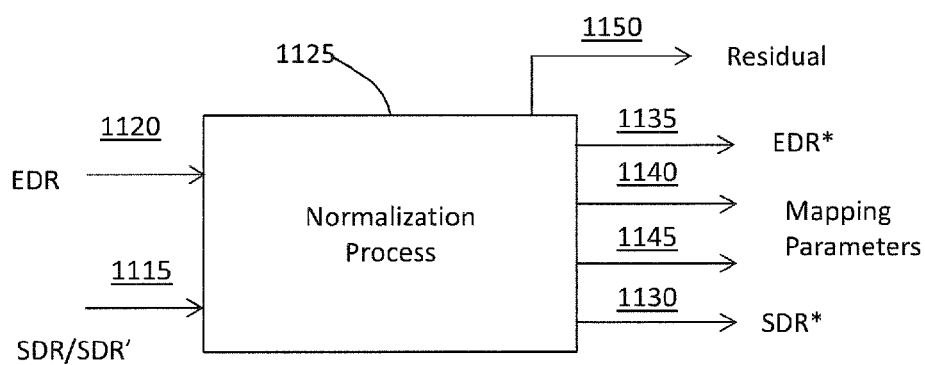 1150
1125
Residual
1120
1135
EDR*
EDR
1140
Normalization
Process
Mapping
Parameters
1115
1145
1130
SDR/SDR'
SDR*